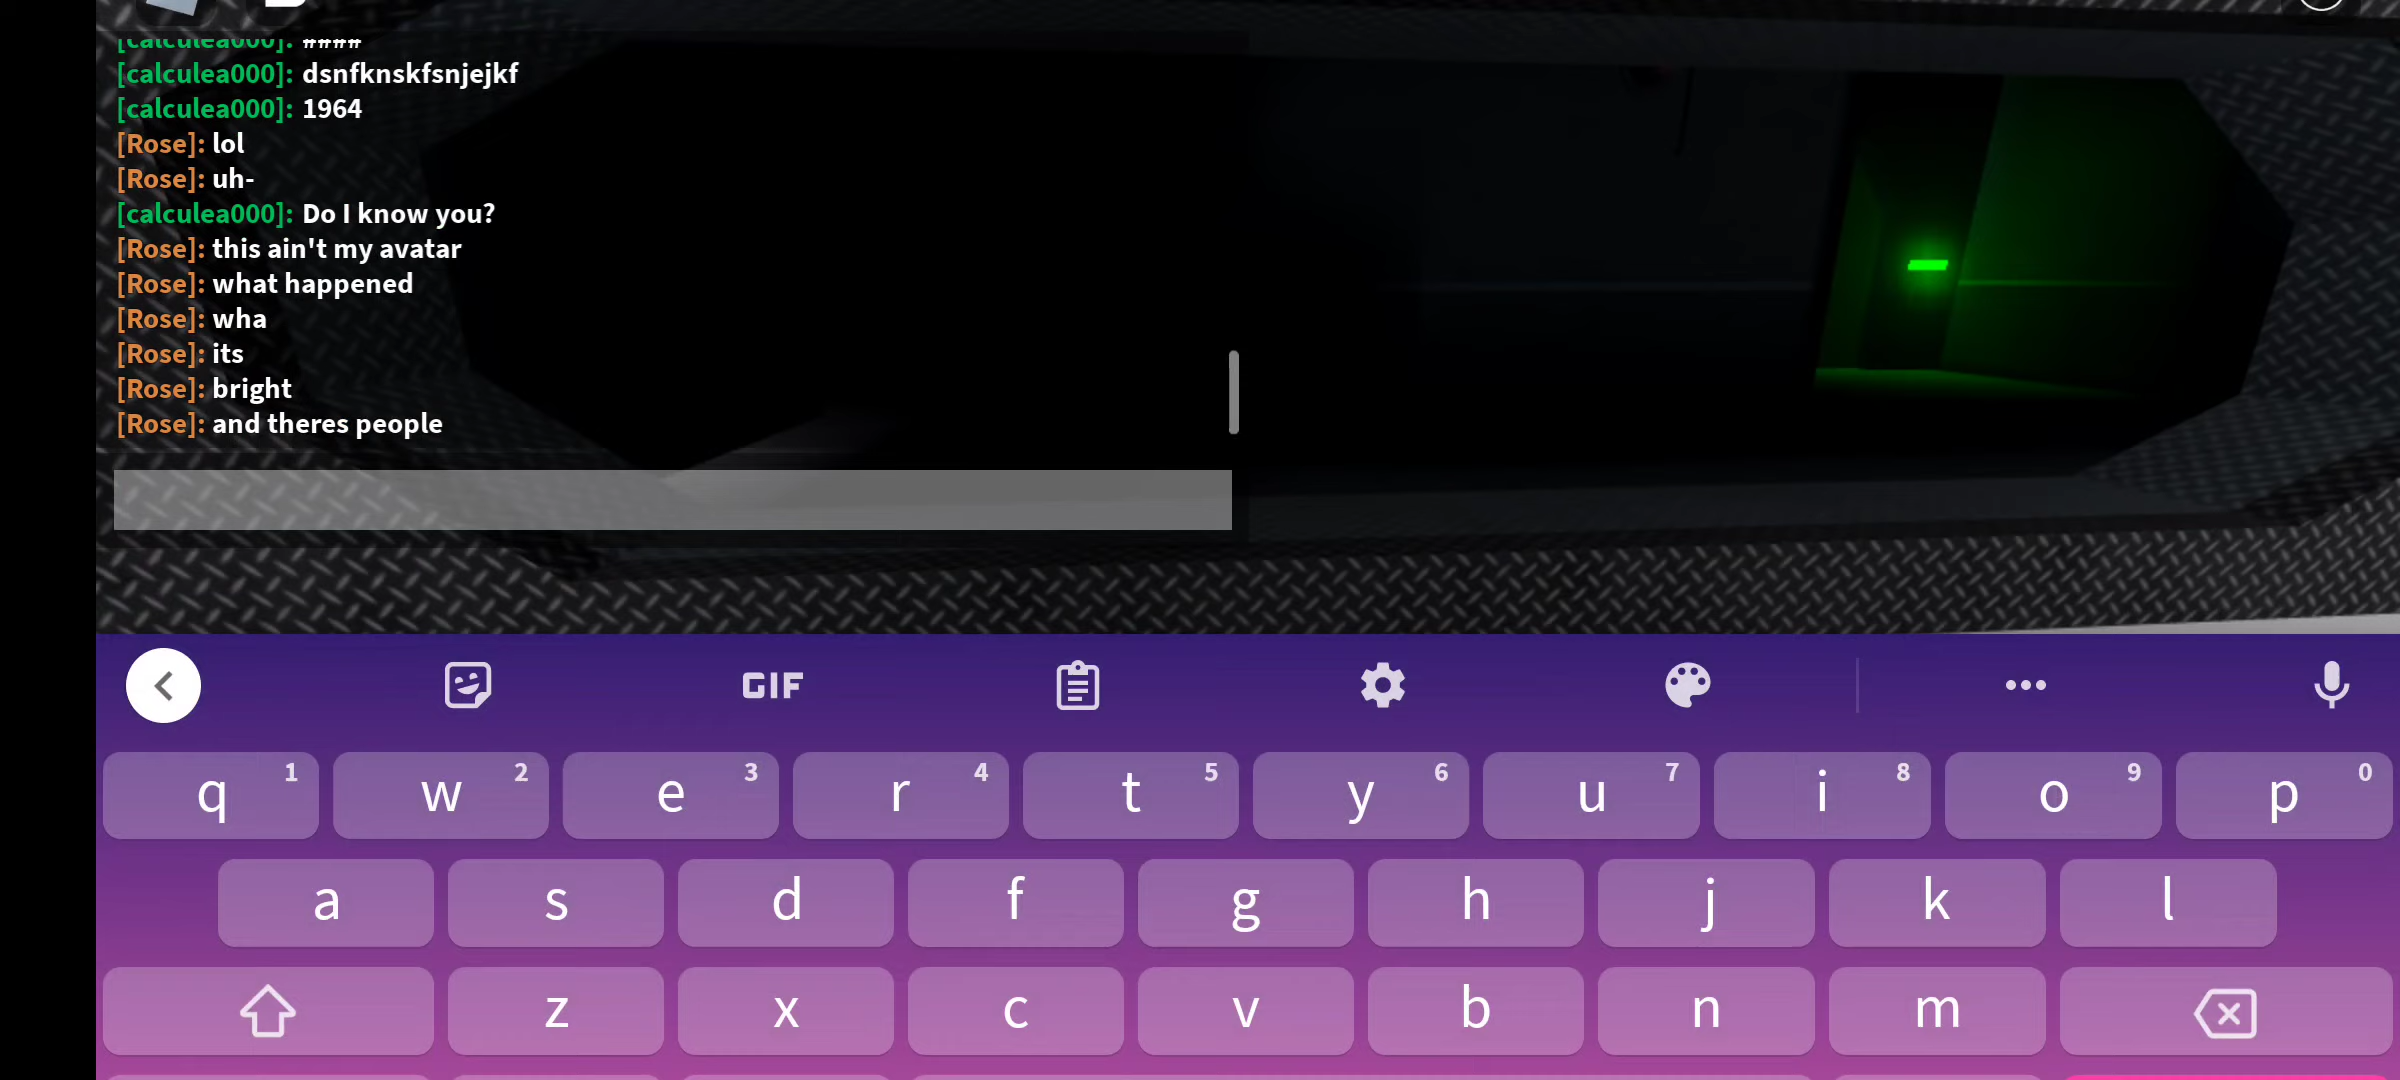 [calculea000]: ####
[calculea000]: dsnfknskfsnjejkf
[calculea000]: 1964
[Rose]: lol
[Rose]: uh-
[calculea000]: Do I know you?
[Rose]: this ain't my avatar
[Rose]: what happened
[Rose]: wha
[Rose]: its
[Rose]: bright
[Rose]: and theres people
GIF
q 1 w 2 e 3 r 4 t 5 y 6 u 7 i 8 o 9 p 0
a s d f g h j k l
z x c v b n m